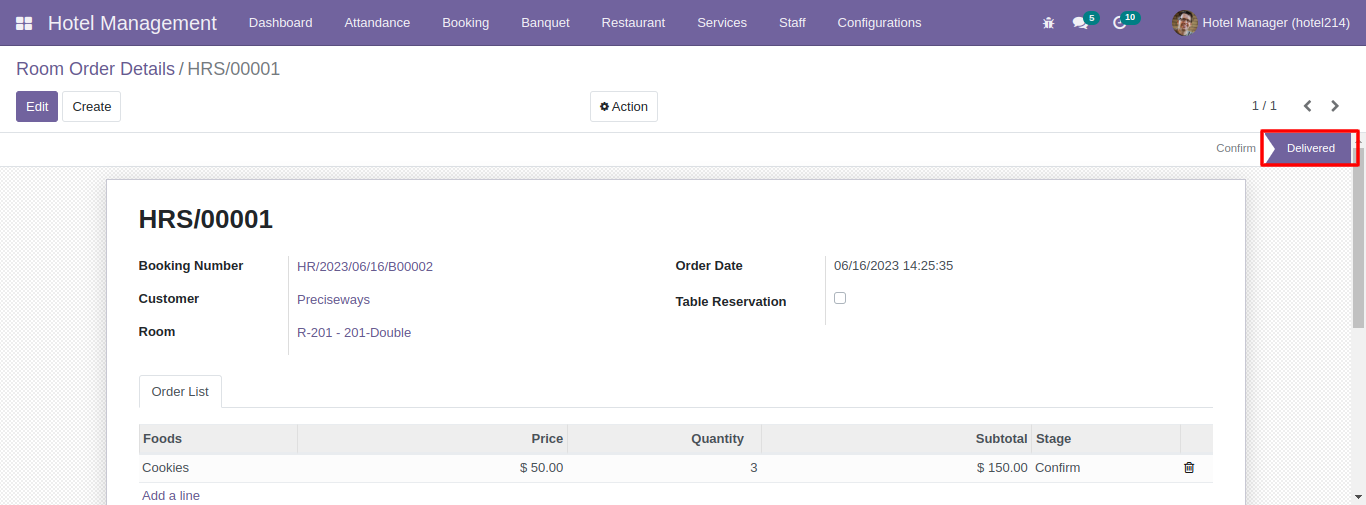 Hotel Management Dashboard Attendance Booking Banquet Restaurant Services Staff Configurations 5 10 Hotel Manager (hotel214)
Room Order Details / HRS/00001
Edit Create Action 1 / 1
Confirm Delivered
HRS/00001
Booking Number HR/2023/06/16/B00002 Order Date 06/16/2023 14:25:35
Customer Preciseways Table Reservation
Room R-201 - 201-Double
Order List
Foods Price Quantity Subtotal Stage
Cookies $ 50.00 3 $ 150.00 Confirm
Add a line